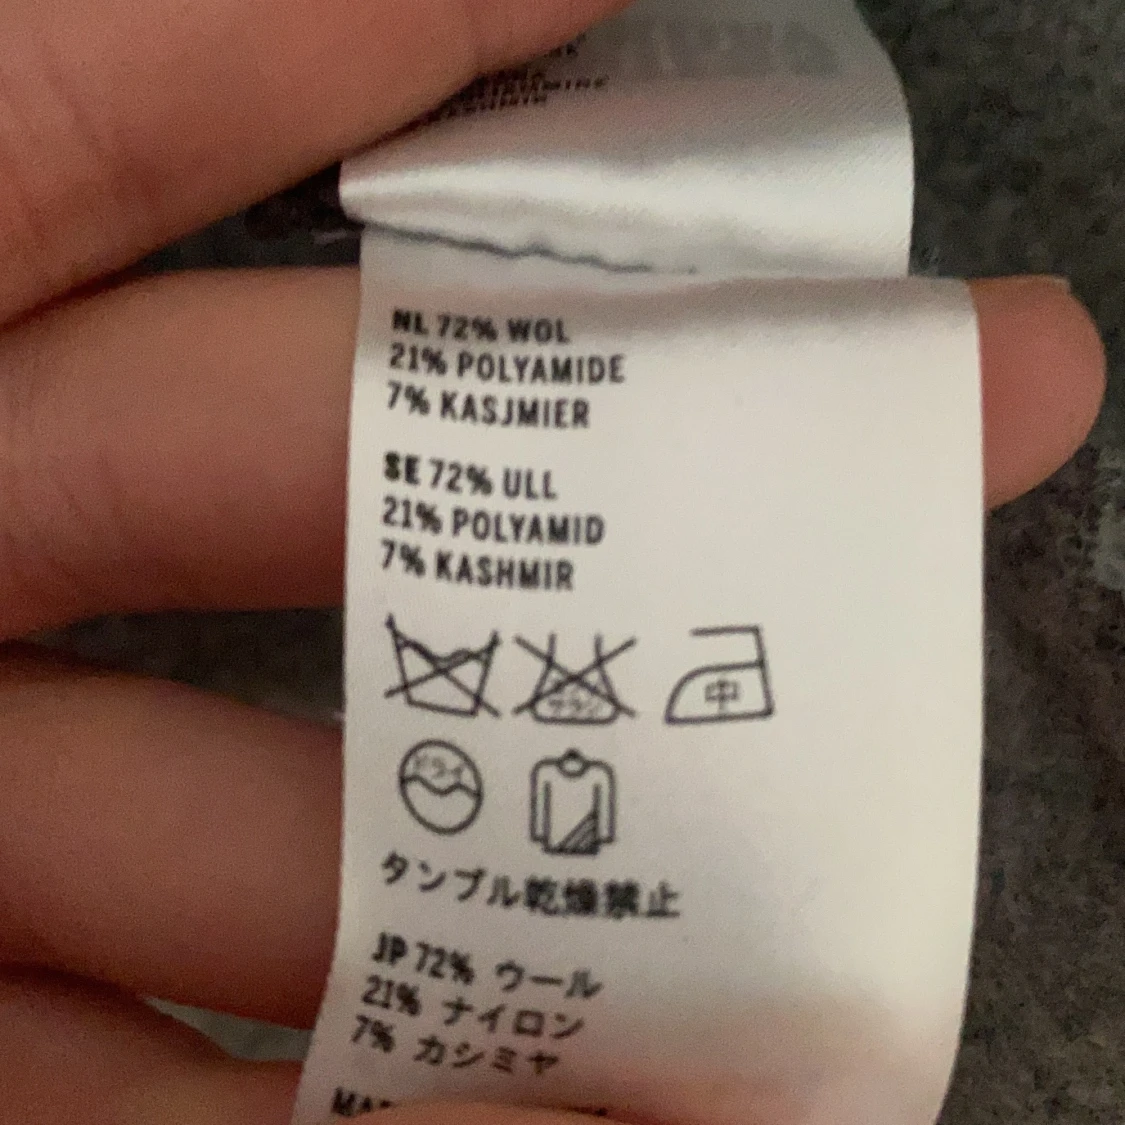 NL 72% WOL
21% POLYAMIDE
7% KASJMIER
SE 72% ULL
21% POLYAMID
7% KASHMIR
中
ドライ
タンブル乾燥禁止
JP 72% ウール
21% ナイロン
7% カシミヤ